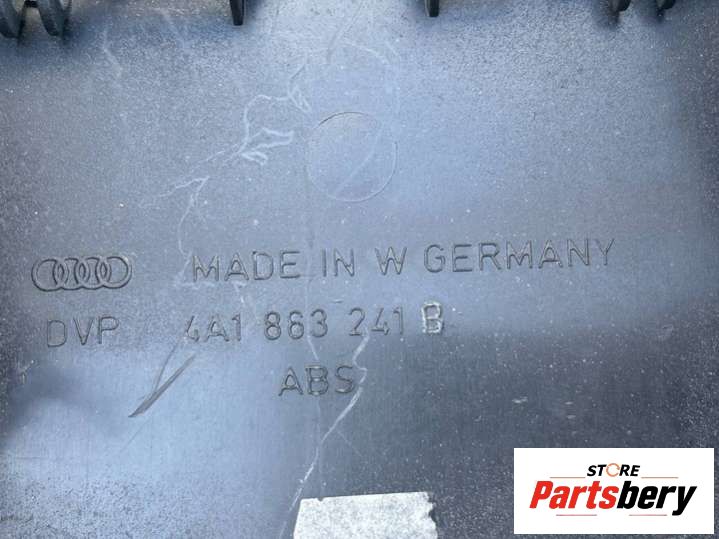 MADE IN W GERMANY
DVP 4A1 863 241 B
ABS
STORE
Partsbery